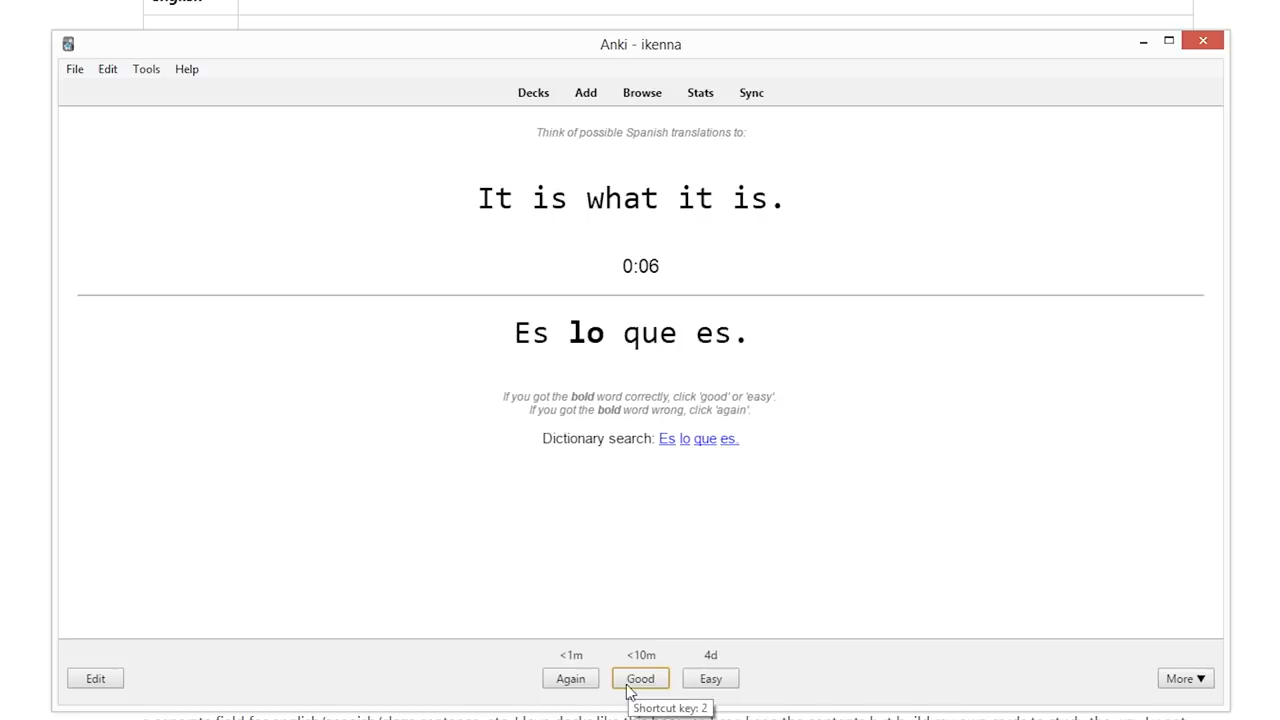 english
Anki - ikenna
File Edit Tools Help
Decks Add Browse Stats Sync
Think of possible Spanish translations to:
It is what it is.
0:06
Es lo que es.
If you got the bold word correctly, click 'good' or 'easy'.
If you got the bold word wrong, click 'again'.
Dictionary search: Es lo que es.
<1m <10m 4d
Edit Again Good Easy More ▼
Shortcut key: 2